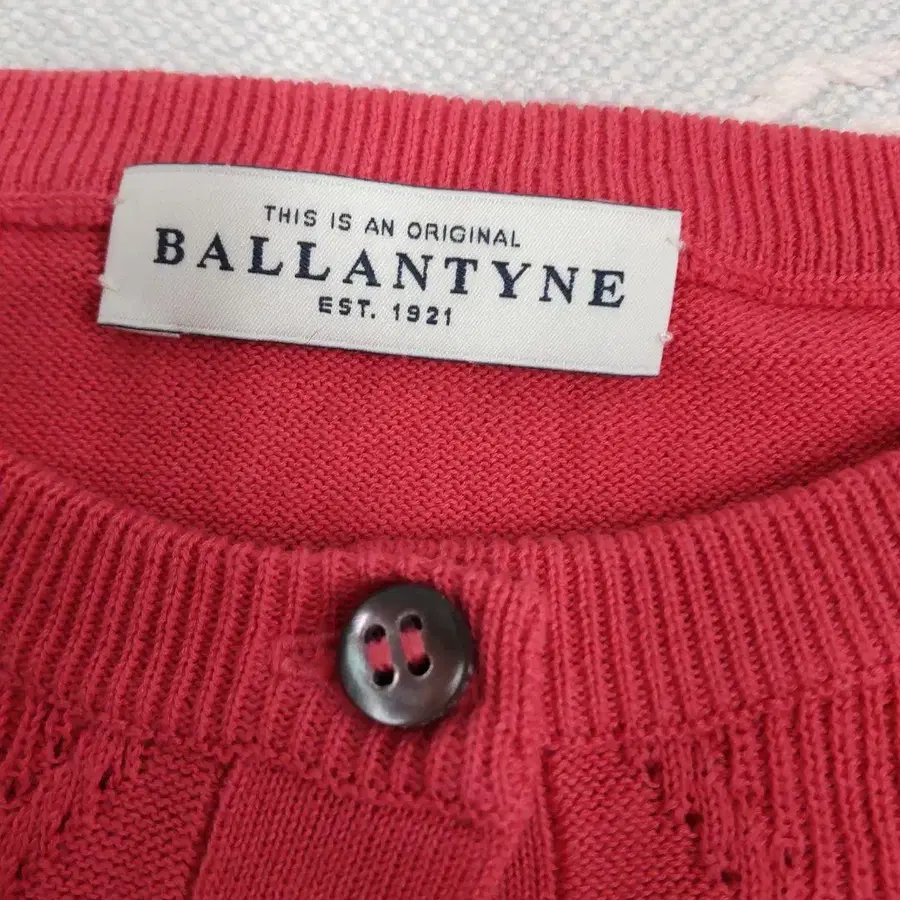 THIS IS AN ORIGINAL
BALLANTYNE
EST. 1921